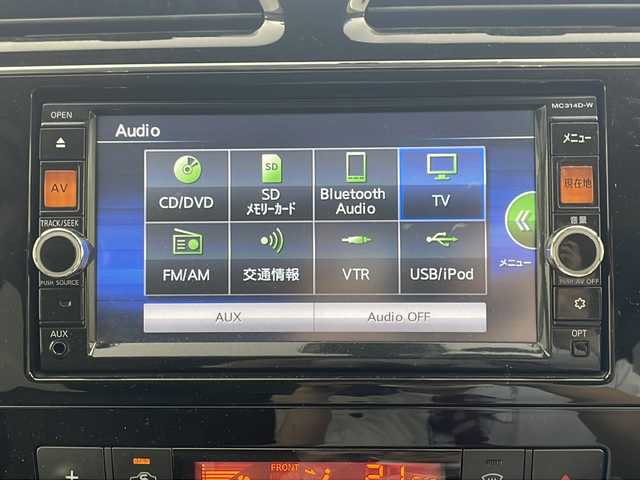 OPEN
MC314D-W
Audio
メニュー
AV
CD/DVD
SD
メモリーカード
Bluetooth
Audio
TV
現在地
TRACK/SEEK
音量
FM/AM
交通情報
VTR
USB/iPod
メニュー
PUSH SOURCE
PUSH AV OFF
AUX
Audio OFF
AUX
OPT
FRONT
21